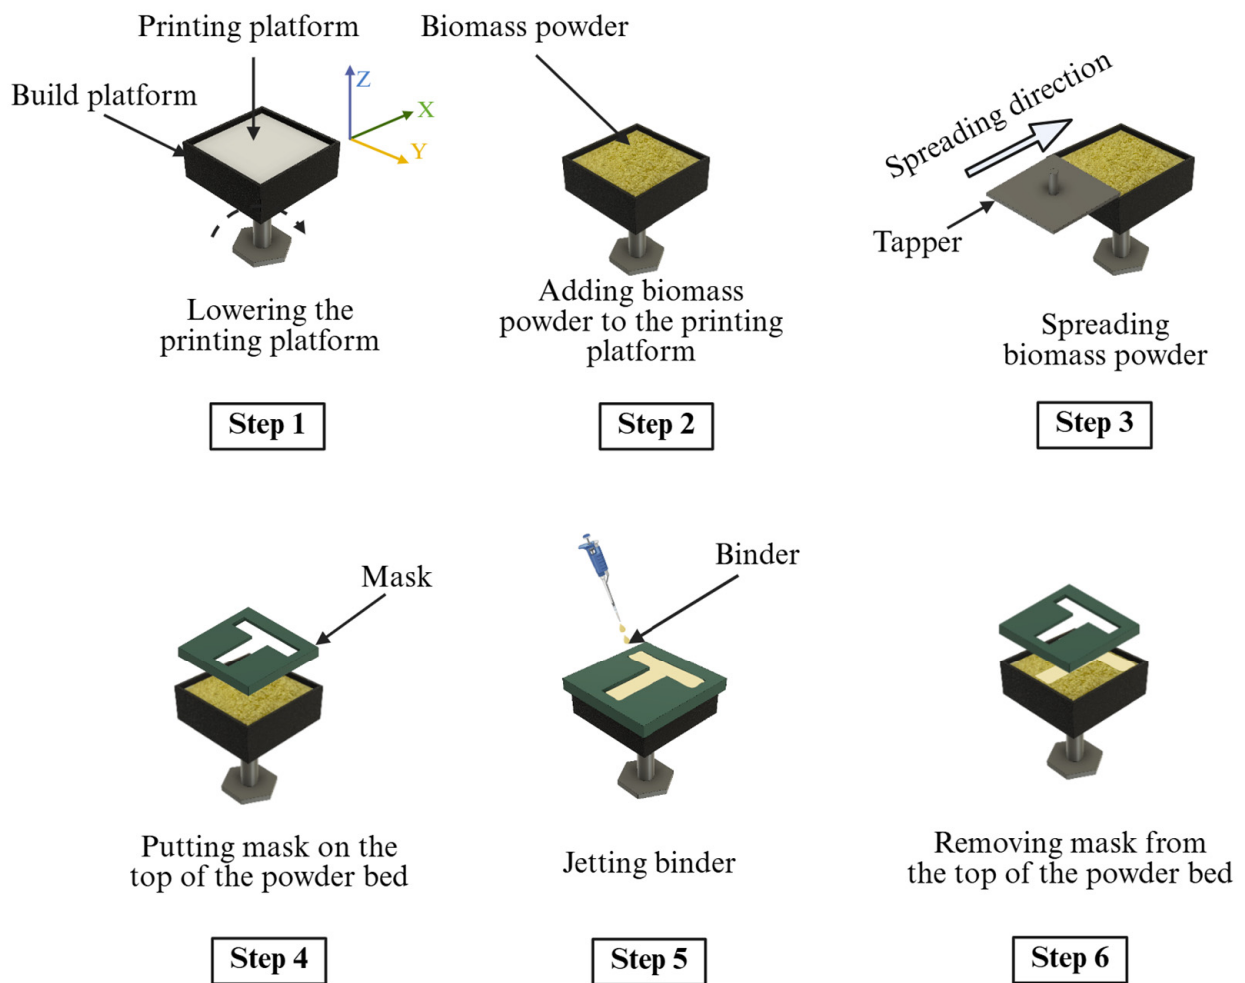 Printing platform
Build platform
Z
X
Y
Lowering the
printing platform
Step 1
Biomass powder
Adding biomass
powder to the printing
platform
Step 2
Spreading direction
Tapper
Spreading
biomass powder
Step 3
Mask
Putting mask on the
top of the powder bed
Step 4
Binder
Jetting binder
Step 5
Removing mask from
the top of the powder bed
Step 6